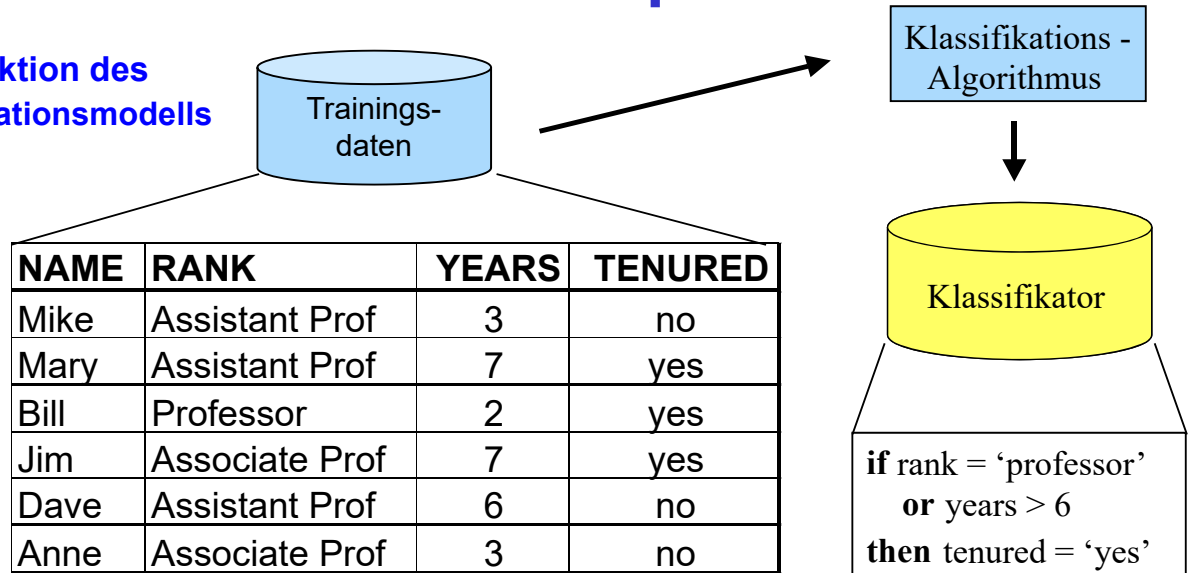 ktion des
ationsmodells
Trainings-
daten
Klassifikations -
Algorithmus
Klassifikator
NAME RANK YEARS TENURED
Mike Assistant Prof 3 no
Mary Assistant Prof 7 yes
Bill Professor 2 yes
Jim Associate Prof 7 yes
Dave Assistant Prof 6 no
Anne Associate Prof 3 no
if rank = ‘professor’
or years > 6
then tenured = ‘yes’